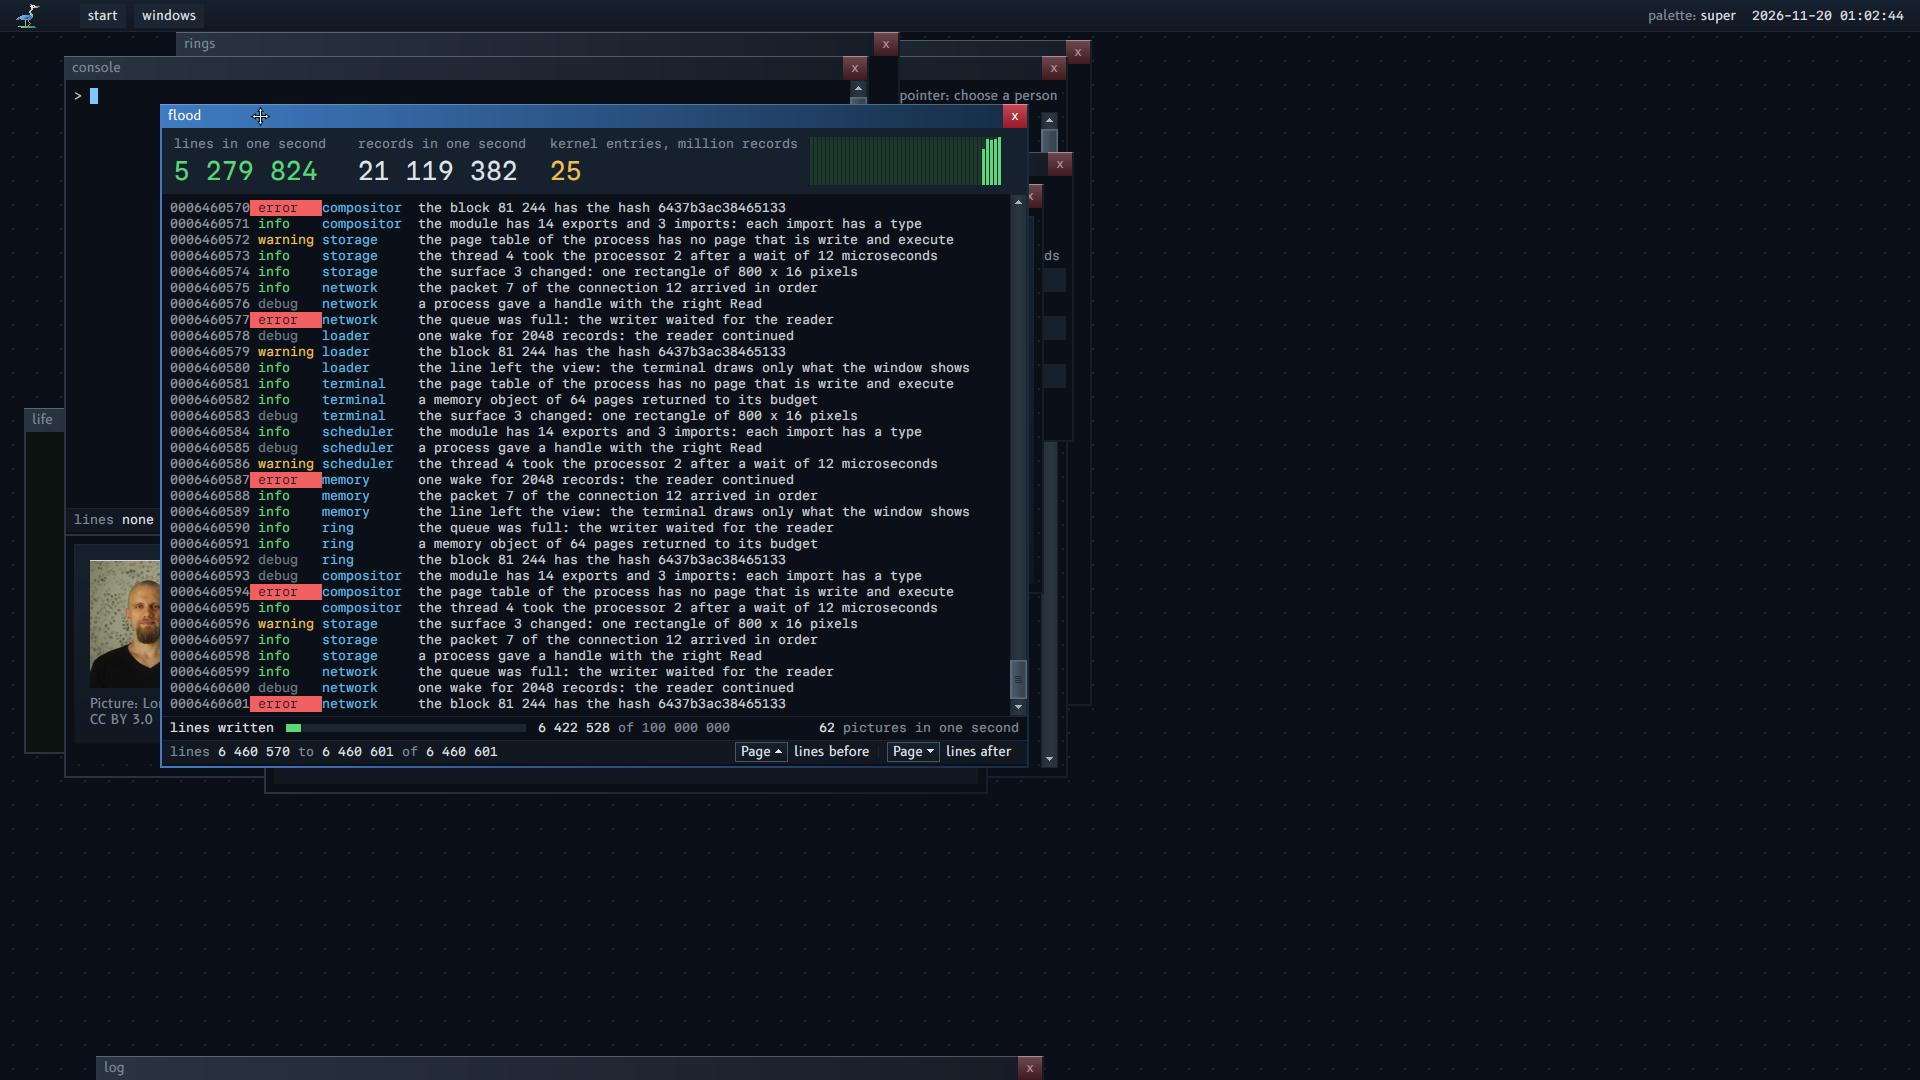 start windows palette: super 2026-11-20 01:02:44
rings x x
console x x
> pointer: choose a person
flood x
lines in one second records in one second kernel entries, million records
5 279 824 21 119 382 25
x
x
0006460570 error compositor the block 81 244 has the hash 6437b3ac38465133
0006460571 info compositor the module has 14 exports and 3 imports: each import has a type
0006460572 warning storage the page table of the process has no page that is write and execute
0006460573 info storage the thread 4 took the processor 2 after a wait of 12 microseconds
ds
0006460574 info storage the surface 3 changed: one rectangle of 800 x 16 pixels
0006460575 info network the packet 7 of the connection 12 arrived in order
0006460576 debug network a process gave a handle with the right Read
0006460577 error network the queue was full: the writer waited for the reader
0006460578 debug loader one wake for 2048 records: the reader continued
0006460579 warning loader the block 81 244 has the hash 6437b3ac38465133
0006460580 info loader the line left the view: the terminal draws only what the window shows
0006460581 info terminal the page table of the process has no page that is write and execute
0006460582 info terminal a memory object of 64 pages returned to its budget
0006460583 debug terminal the surface 3 changed: one rectangle of 800 x 16 pixels
life
0006460584 info scheduler the module has 14 exports and 3 imports: each import has a type
0006460585 debug scheduler a process gave a handle with the right Read
0006460586 warning scheduler the thread 4 took the processor 2 after a wait of 12 microseconds
0006460587 error memory one wake for 2048 records: the reader continued
0006460588 info memory the packet 7 of the connection 12 arrived in order
0006460589 info memory the line left the view: the terminal draws only what the window shows
lines none
0006460590 info ring the queue was full: the writer waited for the reader
0006460591 info ring a memory object of 64 pages returned to its budget
0006460592 debug ring the block 81 244 has the hash 6437b3ac38465133
0006460593 debug compositor the module has 14 exports and 3 imports: each import has a type
0006460594 error compositor the page table of the process has no page that is write and execute
0006460595 info compositor the thread 4 took the processor 2 after a wait of 12 microseconds
0006460596 warning storage the surface 3 changed: one rectangle of 800 x 16 pixels
0006460597 info storage the packet 7 of the connection 12 arrived in order
0006460598 info storage a process gave a handle with the right Read
0006460599 info network the queue was full: the writer waited for the reader
0006460600 debug network one wake for 2048 records: the reader continued
0006460601 error network the block 81 244 has the hash 6437b3ac38465133
Picture: Lor
CC BY 3.0
lines written 6 422 528 of 100 000 000 62 pictures in one second
lines 6 460 570 to 6 460 601 of 6 460 601 Page lines before Page lines after
log x